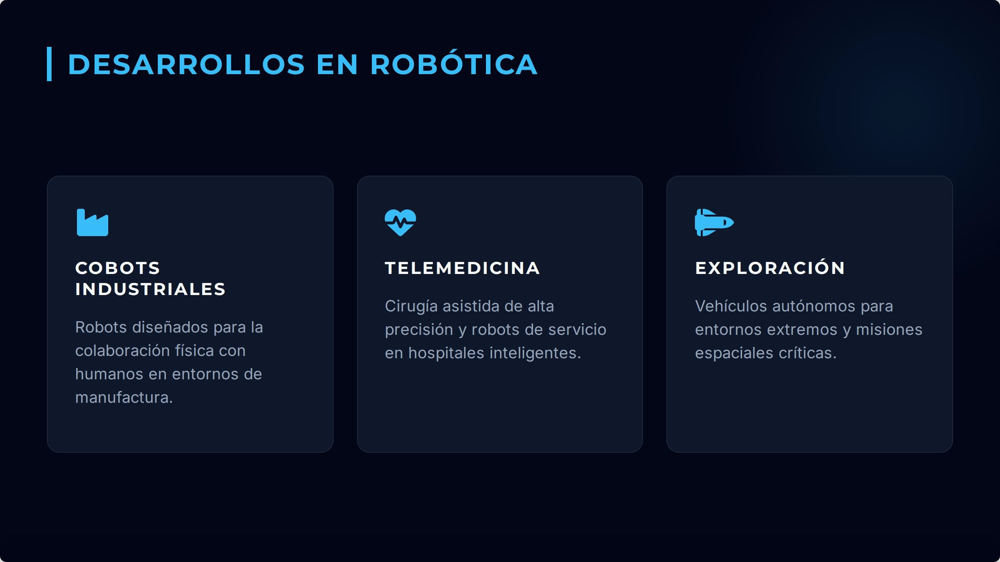 DESARROLLOS EN ROBÓTICA
COBOTS
INDUSTRIALES
Robots diseñados para la
colaboración física con
humanos en entornos de
manufactura.
TELEMEDICINA
Cirugía asistida de alta
precisión y robots de servicio
en hospitales inteligentes.
EXPLORACIÓN
Vehículos autónomos para
entornos extremos y misiones
espaciales críticas.